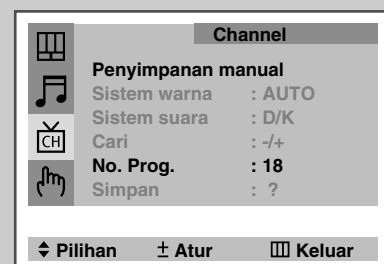 Channel
Penyimpanan manual
Sistem warna : AUTO
Sistem suara : D/K
Cari : -/+
No. Prog. : 18
Simpan : ?
CH
Pilihan ± Atur Keluar